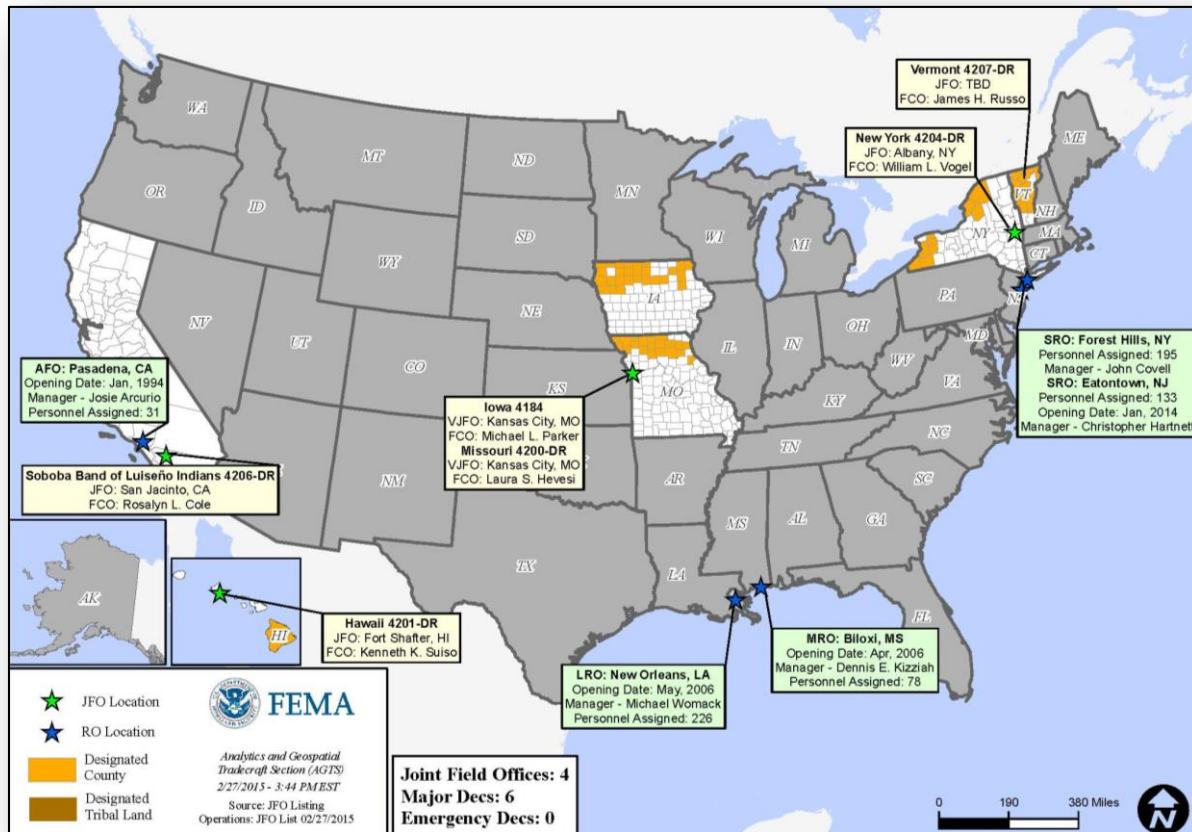 WA
OR
ID
MT
ND
SD
WY
NE
NV
UT
CO
KS
NM
TX
MN
WI
MI
IA
MO
IL
IN
OH
KY
WV
VA
TN
NC
SC
AR
MS
AL
GA
LA
FL
PA
MD
NY
VT
NH
ME
MA
CT
AK
HI
Vermont 4207-DR
JFO: TBD
FCO: James H. Russo
New York 4204-DR
JFO: Albany, NY
FCO: William L. Vogel
AFO: Pasadena, CA
Opening Date: Jan, 1994
Manager - Josie Arcurio
Personnel Assigned: 31
Soboba Band of Luiseño Indians 4206-DR
JFO: San Jacinto, CA
FCO: Rosalyn L. Cole
Iowa 4184
VJFO: Kansas City, MO
FCO: Michael L. Parker
Missouri 4200-DR
VJFO: Kansas City, MO
FCO: Laura S. Hevesi
SRO: Forest Hills, NY
Personnel Assigned: 195
Manager - John Covell
SRO: Eatontown, NJ
Personnel Assigned: 133
Opening Date: Jan, 2014
Manager - Christopher Hartnett
Hawaii 4201-DR
JFO: Fort Shafter, HI
FCO: Kenneth K. Suiso
LRO: New Orleans, LA
Opening Date: May, 2006
Manager - Michael Womack
Personnel Assigned: 226
MRO: Biloxi, MS
Opening Date: Apr, 2006
Manager - Dennis E. Kizziah
Personnel Assigned: 78
JFO Location
RO Location
Designated
County
Designated
Tribal Land
FEMA
Analytics and Geospatial
Tradecraft Section (AGTS)
2/27/2015 - 3:44 PM EST
Source: JFO Listing
Operations: JFO List 02/27/2015
Joint Field Offices: 4
Major Decs: 6
Emergency Decs: 0
0 190 380 Miles
N